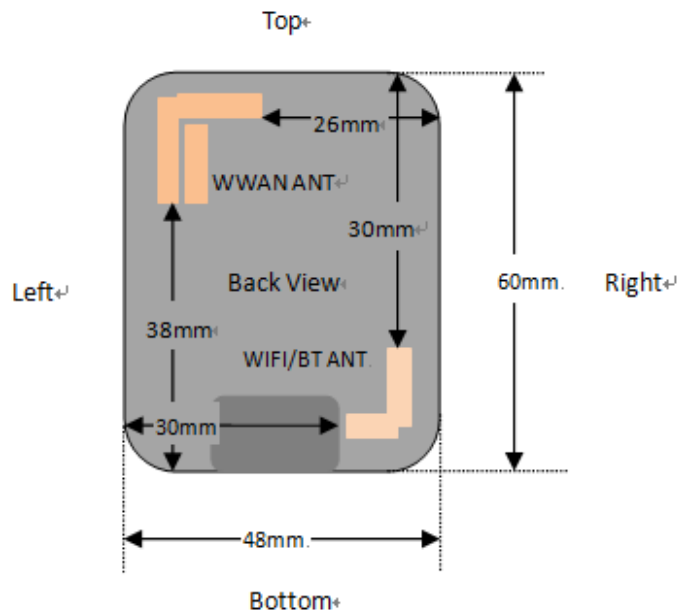 Top
26mm
WWAN ANT
30mm
Back View
60mm.
Left
Right
38mm
WIFI/BT ANT.
30mm
48mm.
Bottom